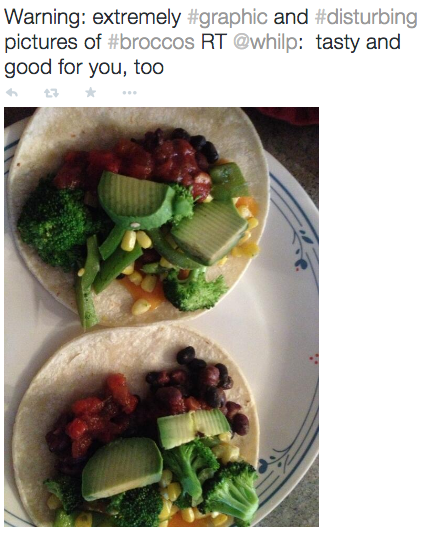 Warning: extremely #graphic and #disturbing
pictures of #broccos RT @whilp: tasty and
good for you, too